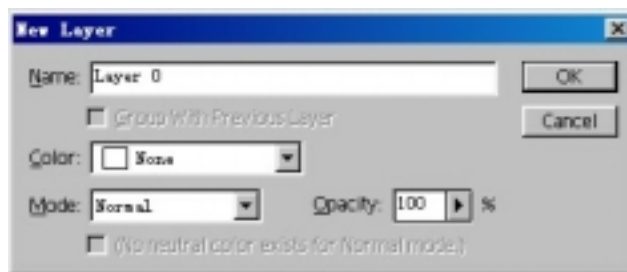 New Layer
Name: Layer 0 OK
Group With Previous Layer Cancel
Color: None
Mode: Normal Opacity: 100 %
(No neutral color exists for Normal mode.)